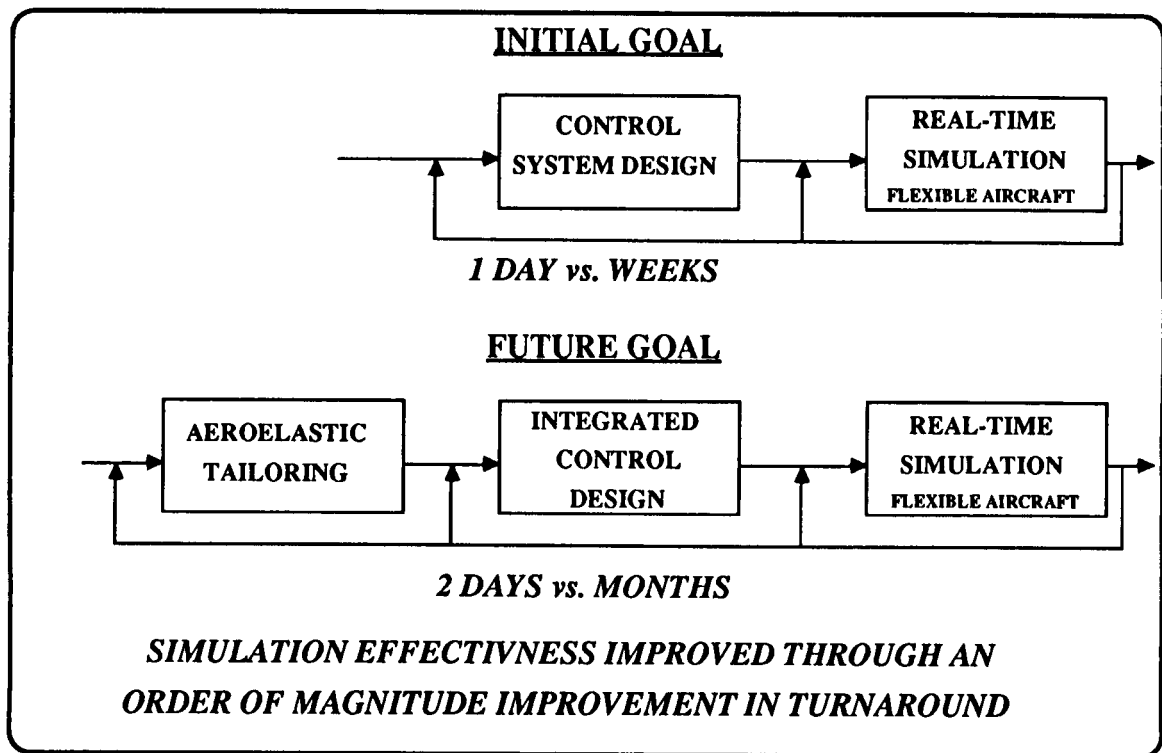 INITIAL GOAL
CONTROL
SYSTEM DESIGN
REAL-TIME
SIMULATION
FLEXIBLE AIRCRAFT
1 DAY vs. WEEKS
FUTURE GOAL
AEROELASTIC
TAILORING
INTEGRATED
CONTROL
DESIGN
REAL-TIME
SIMULATION
FLEXIBLE AIRCRAFT
2 DAYS vs. MONTHS
SIMULATION EFFECTIVNESS IMPROVED THROUGH AN
ORDER OF MAGNITUDE IMPROVEMENT IN TURNAROUND